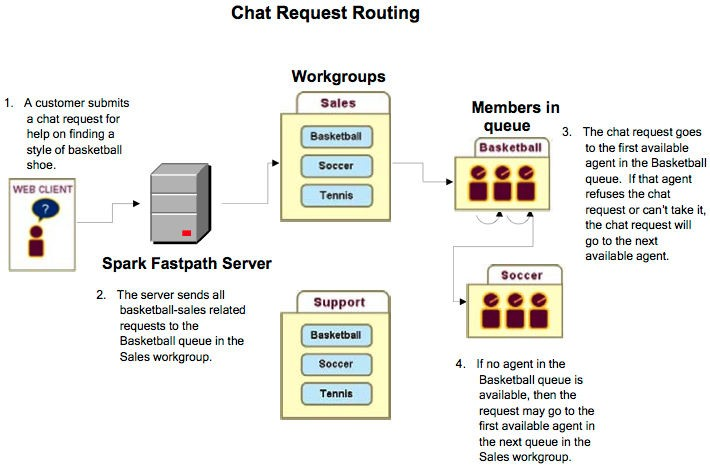 Chat Request Routing
Workgroups
Sales
Basketball
Soccer
Tennis
Members in
queue
Basketball
1. A customer submits
a chat request for
help on finding a
style of basketball
shoe.
WEB CLIENT
?
Spark Fastpath Server
2. The server sends all
basketball-sales related
requests to the
Basketball queue in the
Sales workgroup.
Support
Basketball
Soccer
Tennis
3. The chat request goes
to the first available
agent in the Basketball
queue. If that agent
refuses the chat
request or can't take it,
the chat request will
go to the next
available agent.
Soccer
4. If no agent in the
Basketball queue is
available, then the
request may go to the
first available agent in
the next queue in the
Sales workgroup.